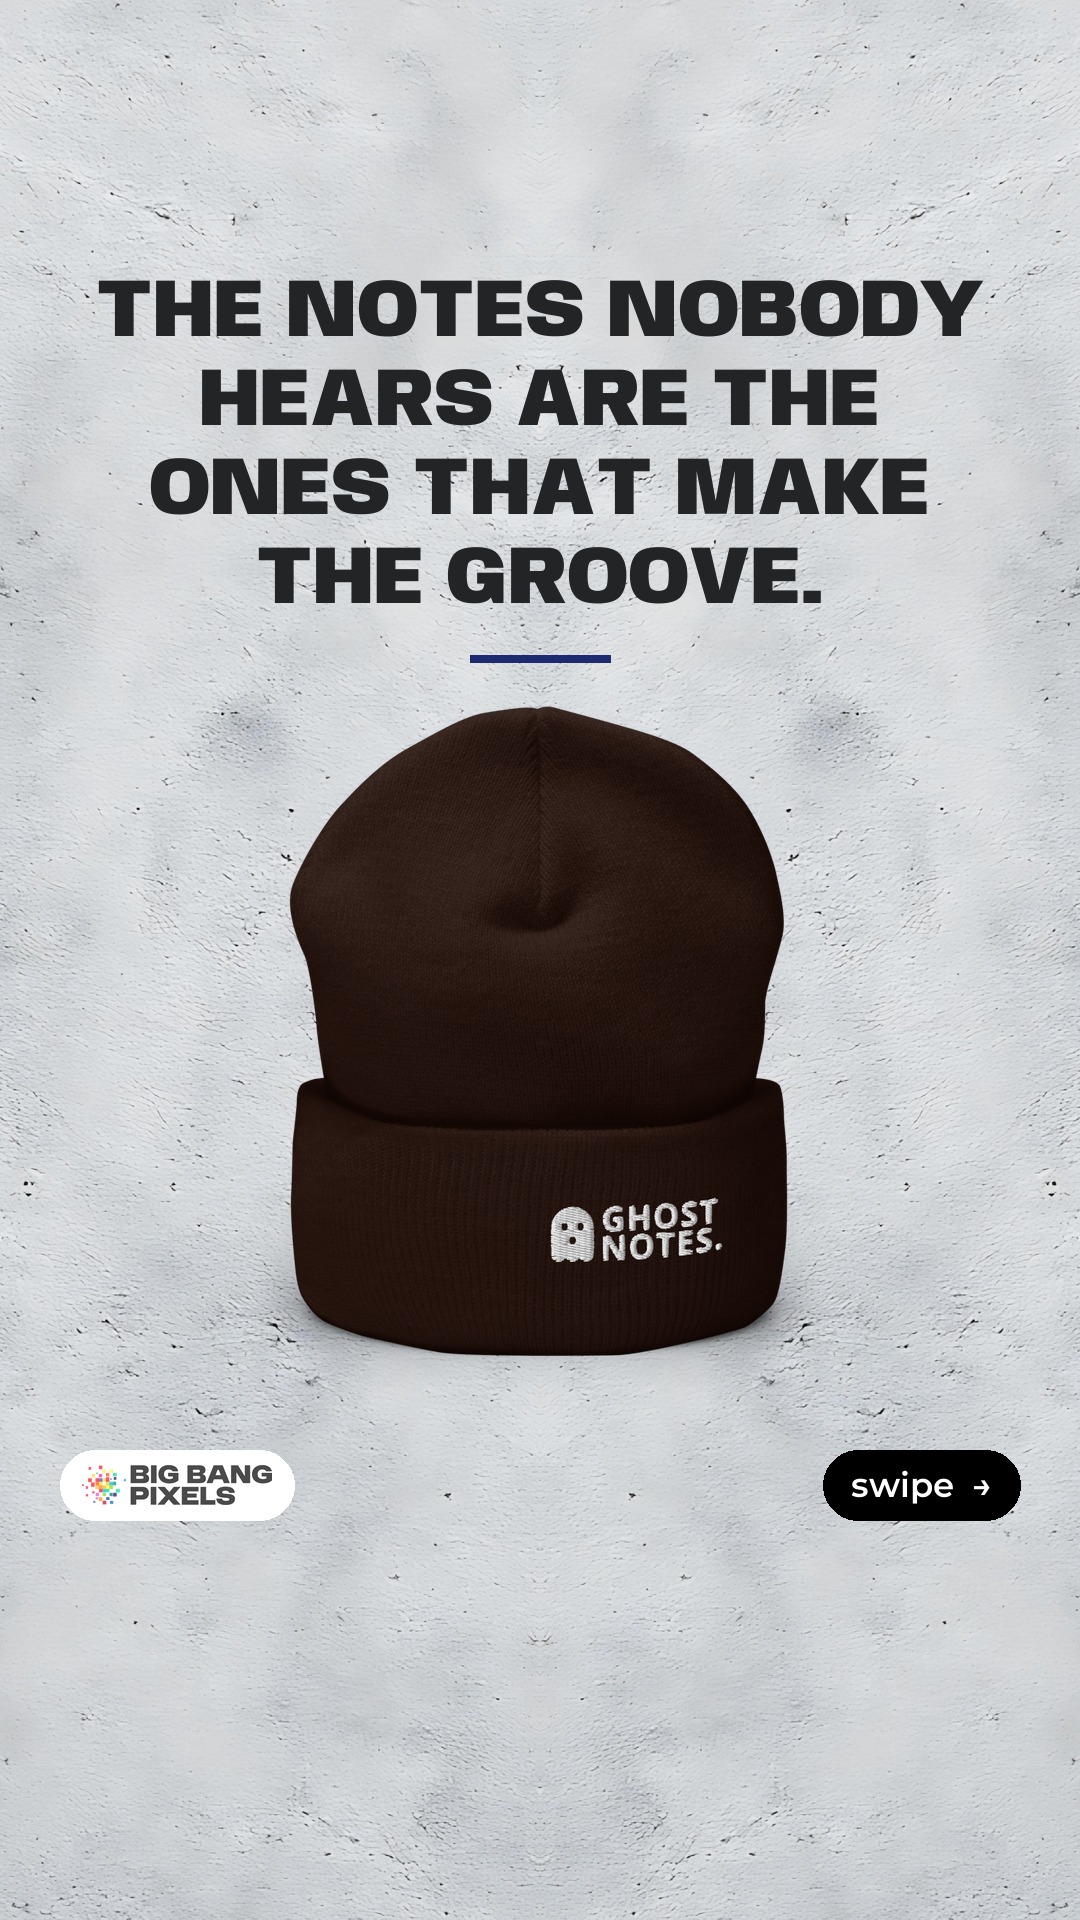 THE NOTES NOBODY
HEARS ARE THE
ONES THAT MAKE
THE GROOVE.
GHOST
NOTES.
BIG BANG
PIXELS
swipe →